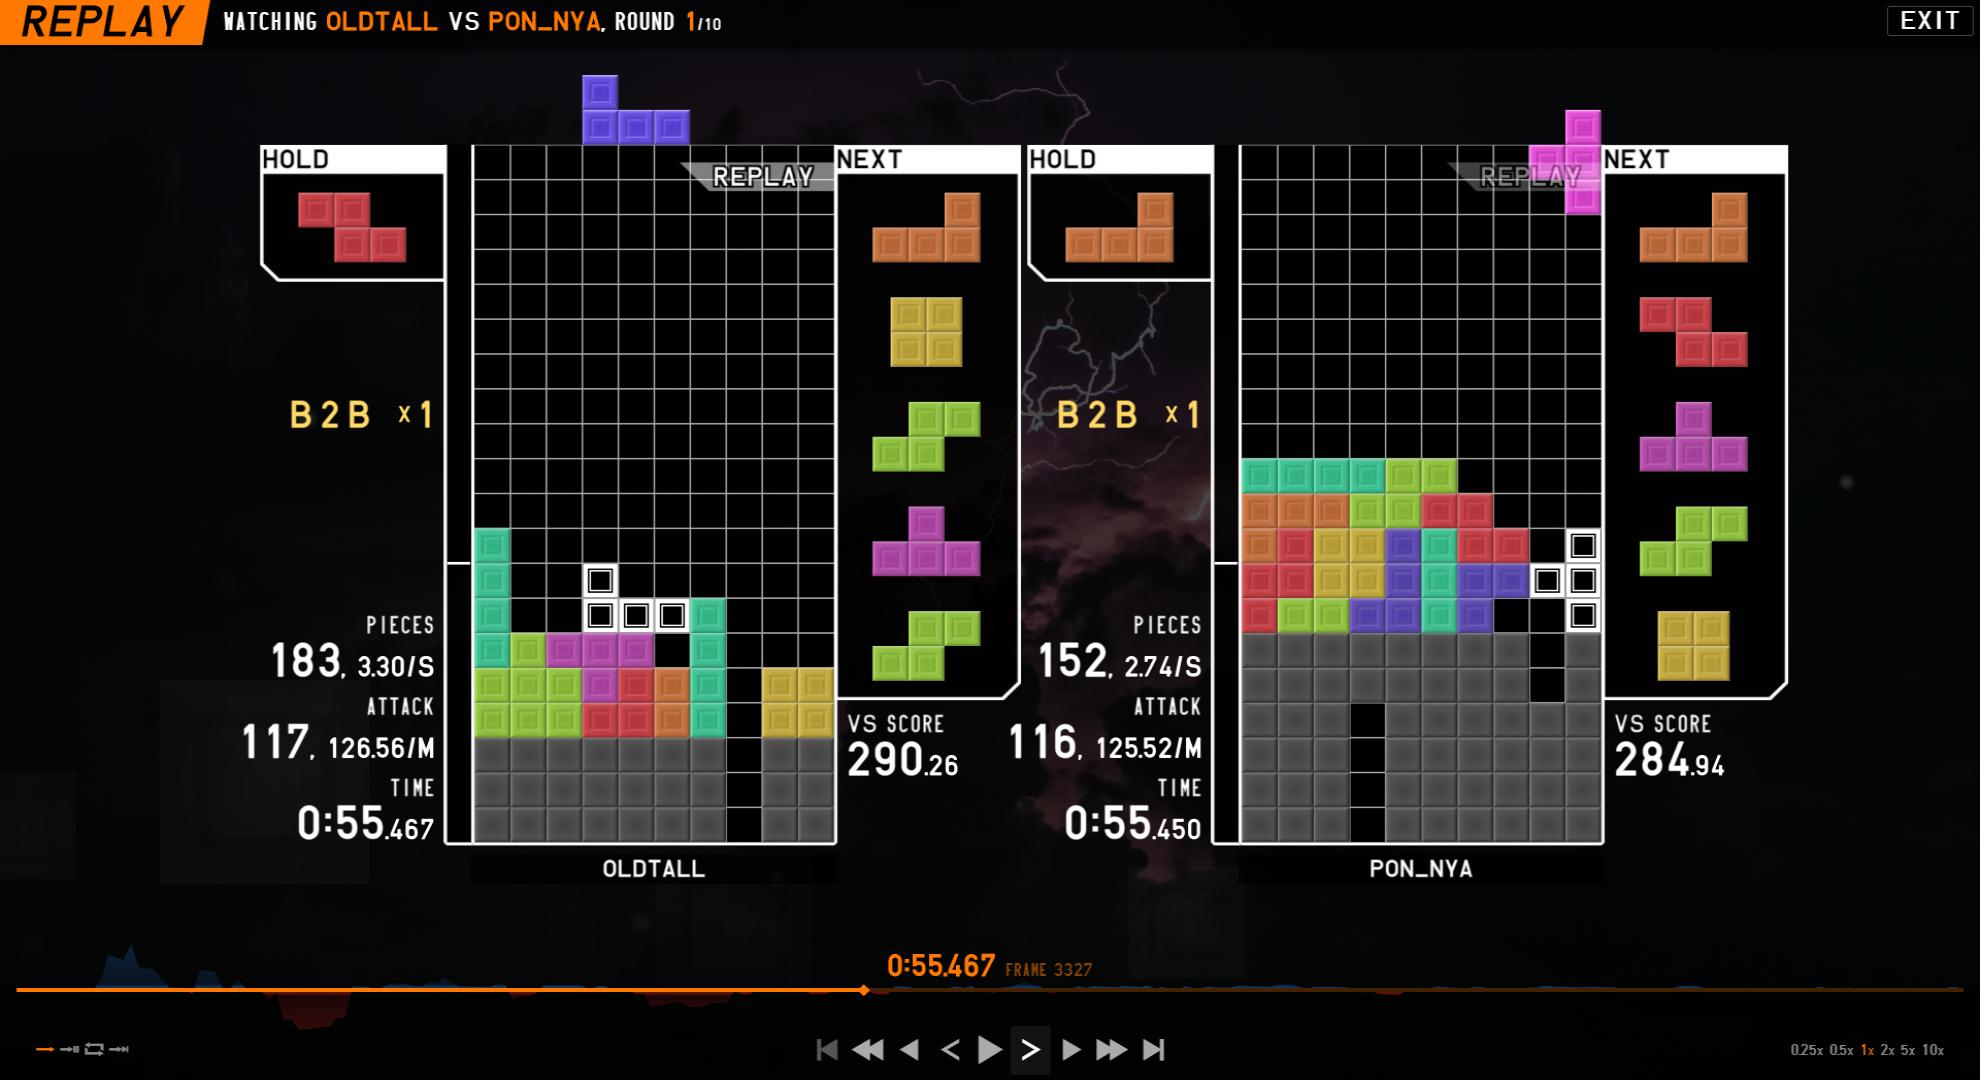 REPLAY WATCHING OLDTALL VS PON_NYA, ROUND 1/10 EXIT
HOLD
REPLAY
NEXT
B2B x1
PIECES
183, 3.30/S
ATTACK
117, 126.56/M
TIME
0:55.467
VS SCORE
290.26
OLDTALL
HOLD
REPLAY
NEXT
B2B x1
PIECES
152, 2.74/S
ATTACK
116, 125.52/M
TIME
0:55.450
VS SCORE
284.94
PON_NYA
0:55.467 FRAME 3327
0.25x 0.5x 1x 2x 5x 10x